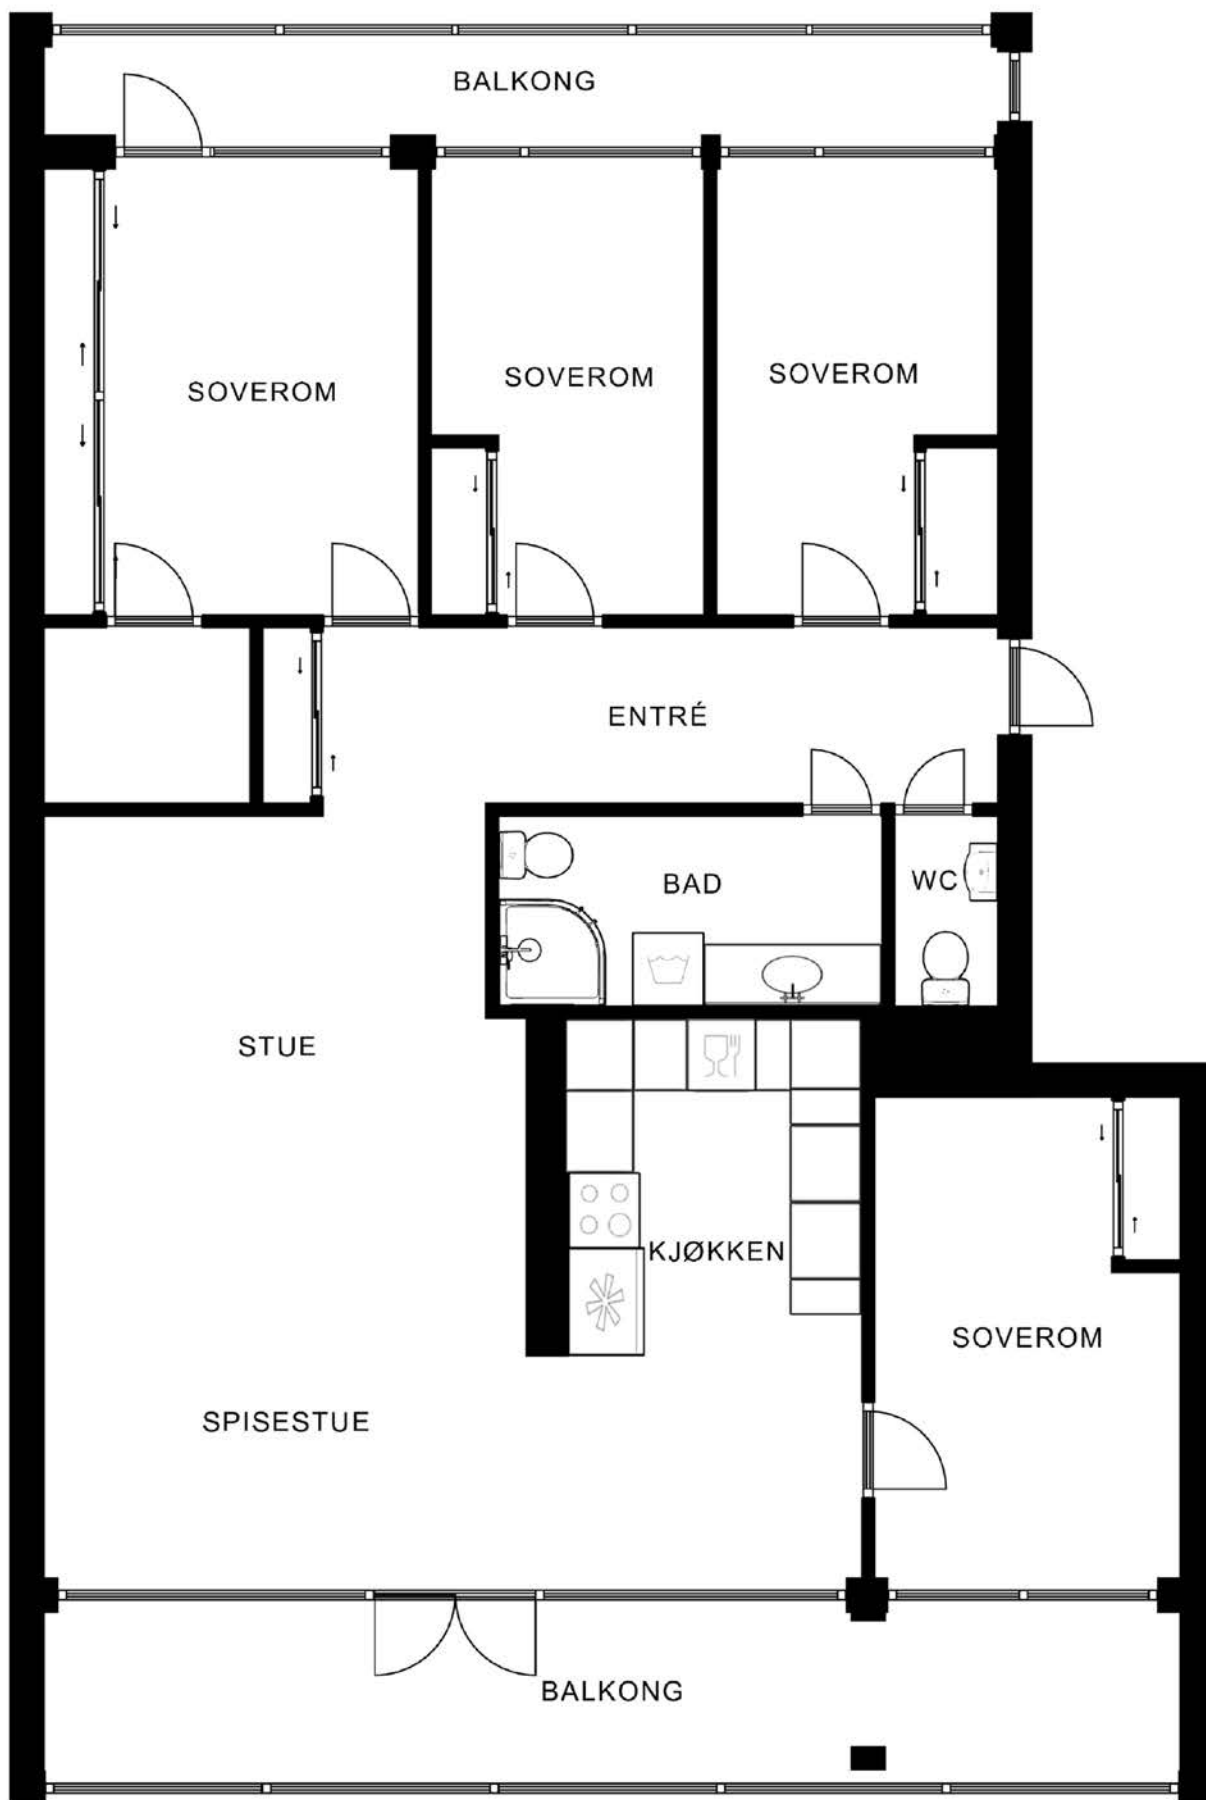 BALKONG
SOVEROM
SOVEROM
SOVEROM
ENTRÉ
BAD
WC
STUE
KJØKKEN
SOVEROM
SPISESTUE
BALKONG